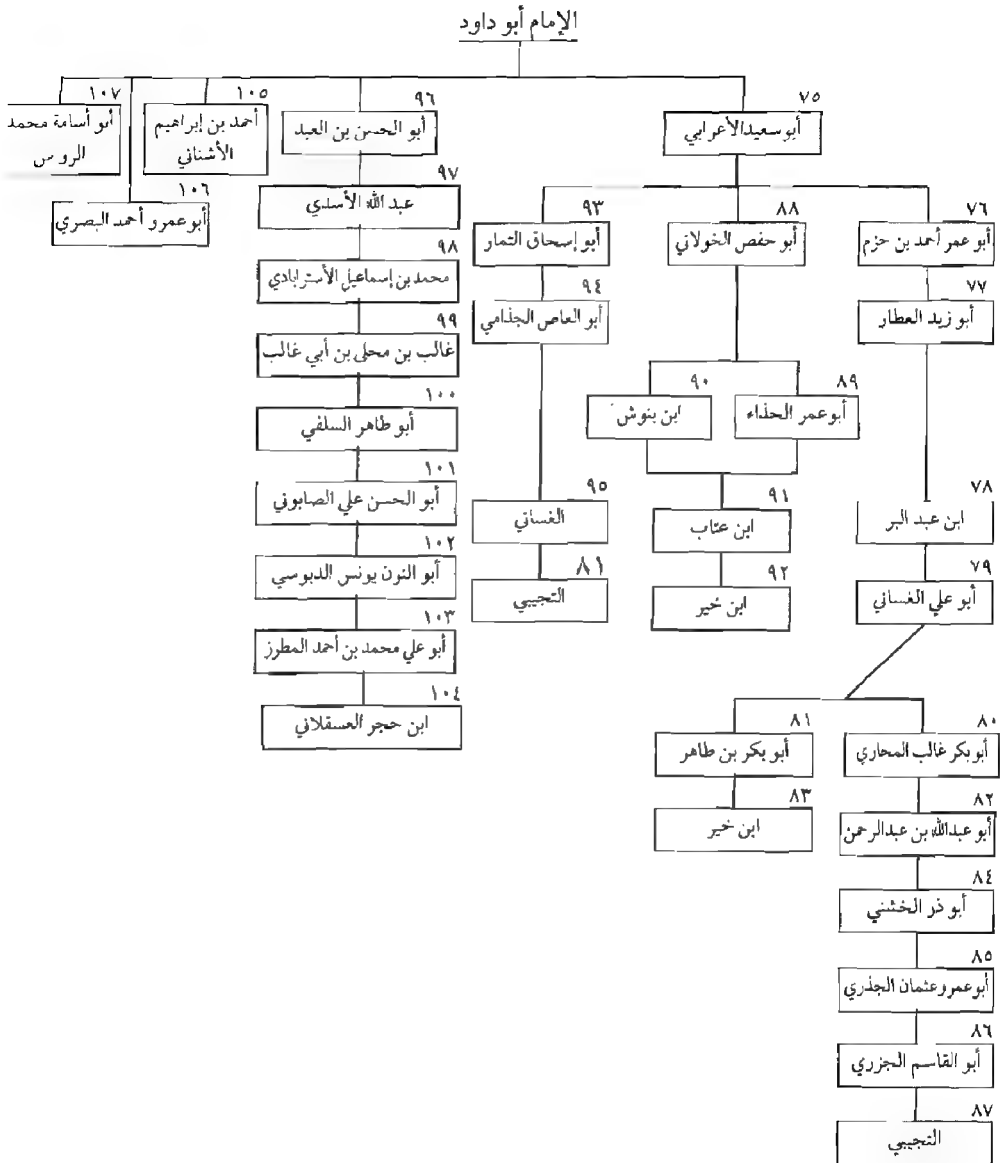 الإمام أبو داود
٧٥
أبو سعيد الأعرابي
٩٦
أبو الحسن بن العبد
١٠٥
أحمد بن إبراهيم
الأشناني
١٠٧
أبو أسامة محمد
١٠٦
أبو عمرو أحمد البصري
٧٦
أبو عمر أحمد بن حزم
٧٧
أبو زيد العطار
٧٨
ابن عبد البر
٧٩
أبو علي الغساني
٨٠
أبو بكر غالب المحاري
٨٢
أبو عبدالله بن عبدالرحمن
٨٤
أبو ذر الخشني
٨٥
أبو عمرو عثمان الجذري
٨٦
أبو القاسم الجزري
٨٧
التجيبي
٨١
أبو بكر بن طاهر
٨٣
ابن خير
٨٨
أبو حفص الخولاني
٨٩
أبو عمر الحذاء
٩٠
ابن بنوش
٩١
ابن عتاب
٩٢
ابن خير
٩٣
أبو إسحاق التمار
٩٤
أبو العاص الجذامي
٩٥
الغساني
٨١
التجيبي
٩٧
عبد الله الأسدي
٩٨
محمد بن إسماعيل الأسترابادي
٩٩
غالب بن محلى بن أبي غالب
١٠٠
أبو طاهر السلفي
١٠١
أبو الحسن علي الصابوني
١٠٢
أبو النون يونس الدبوسي
١٠٣
أبو علي محمد بن أحمد المطرز
١٠٤
ابن حجر العسقلاني